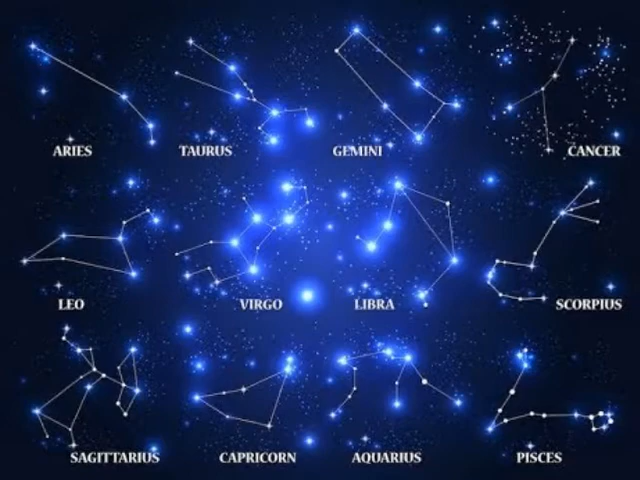 ARIES
TAURUS
GEMINI
CANCER
LEO
VIRGO
LIBRA
SCORPIUS
SAGITTARIUS
CAPRICORN
AQUARIUS
PISCES